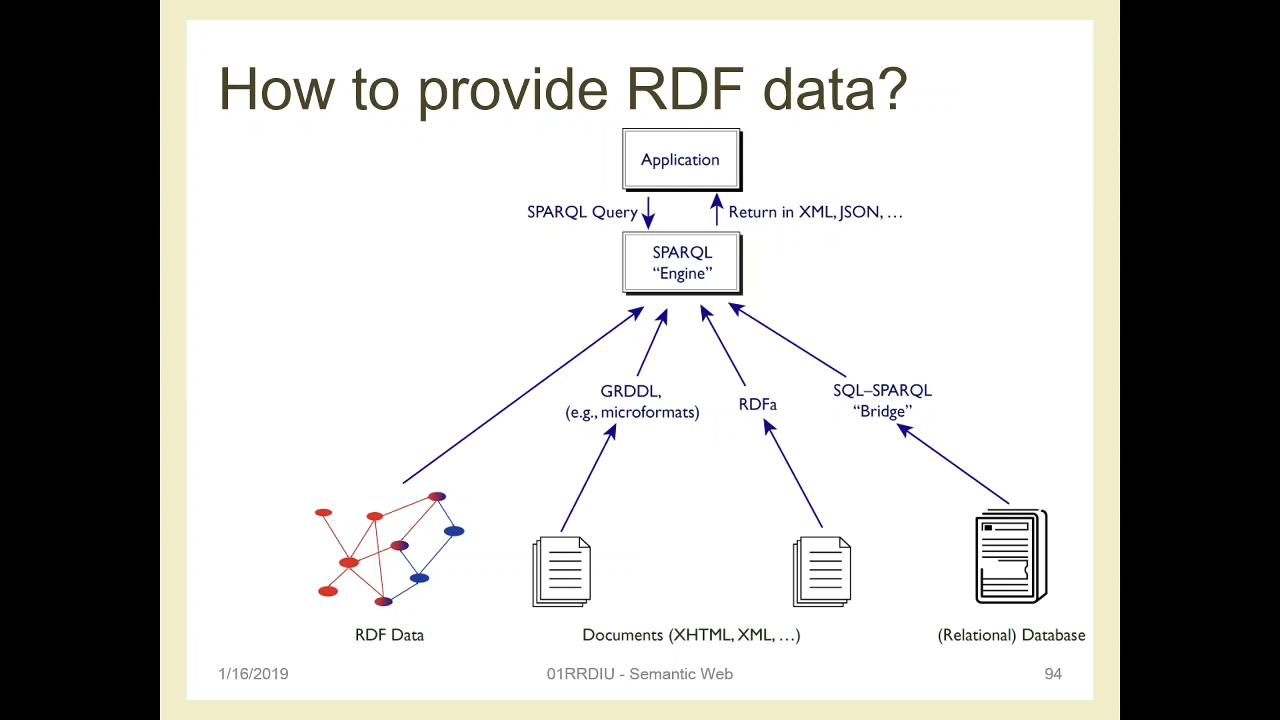 How to provide RDF data?
Application
SPARQL Query
Return in XML, JSON, …
SPARQL
“Engine”
GRDDL,
(e.g., microformats)
RDFa
SQL–SPARQL
“Bridge”
RDF Data
Documents (XHTML, XML, …)
(Relational) Database
1/16/2019
01RRDIU - Semantic Web
94